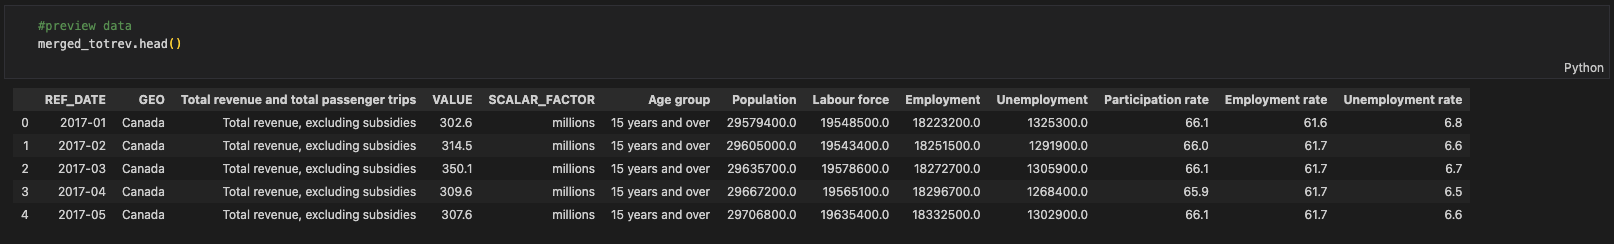 #preview data
merged_totrev.head()
Python
REF_DATE GEO Total revenue and total passenger trips VALUE SCALAR_FACTOR Age group Population Labour force Employment Unemployment Participation rate Employment rate Unemployment rate
0 2017-01 Canada Total revenue, excluding subsidies 302.6 millions 15 years and over 29579400.0 19548500.0 18223200.0 1325300.0 66.1 61.6 6.8
1 2017-02 Canada Total revenue, excluding subsidies 314.5 millions 15 years and over 29605000.0 19543400.0 18251500.0 1291900.0 66.0 61.7 6.6
2 2017-03 Canada Total revenue, excluding subsidies 350.1 millions 15 years and over 29635700.0 19578600.0 18272700.0 1305900.0 66.1 61.7 6.7
3 2017-04 Canada Total revenue, excluding subsidies 309.6 millions 15 years and over 29667200.0 19565100.0 18296700.0 1268400.0 65.9 61.7 6.5
4 2017-05 Canada Total revenue, excluding subsidies 307.6 millions 15 years and over 29706800.0 19635400.0 18332500.0 1302900.0 66.1 61.7 6.6